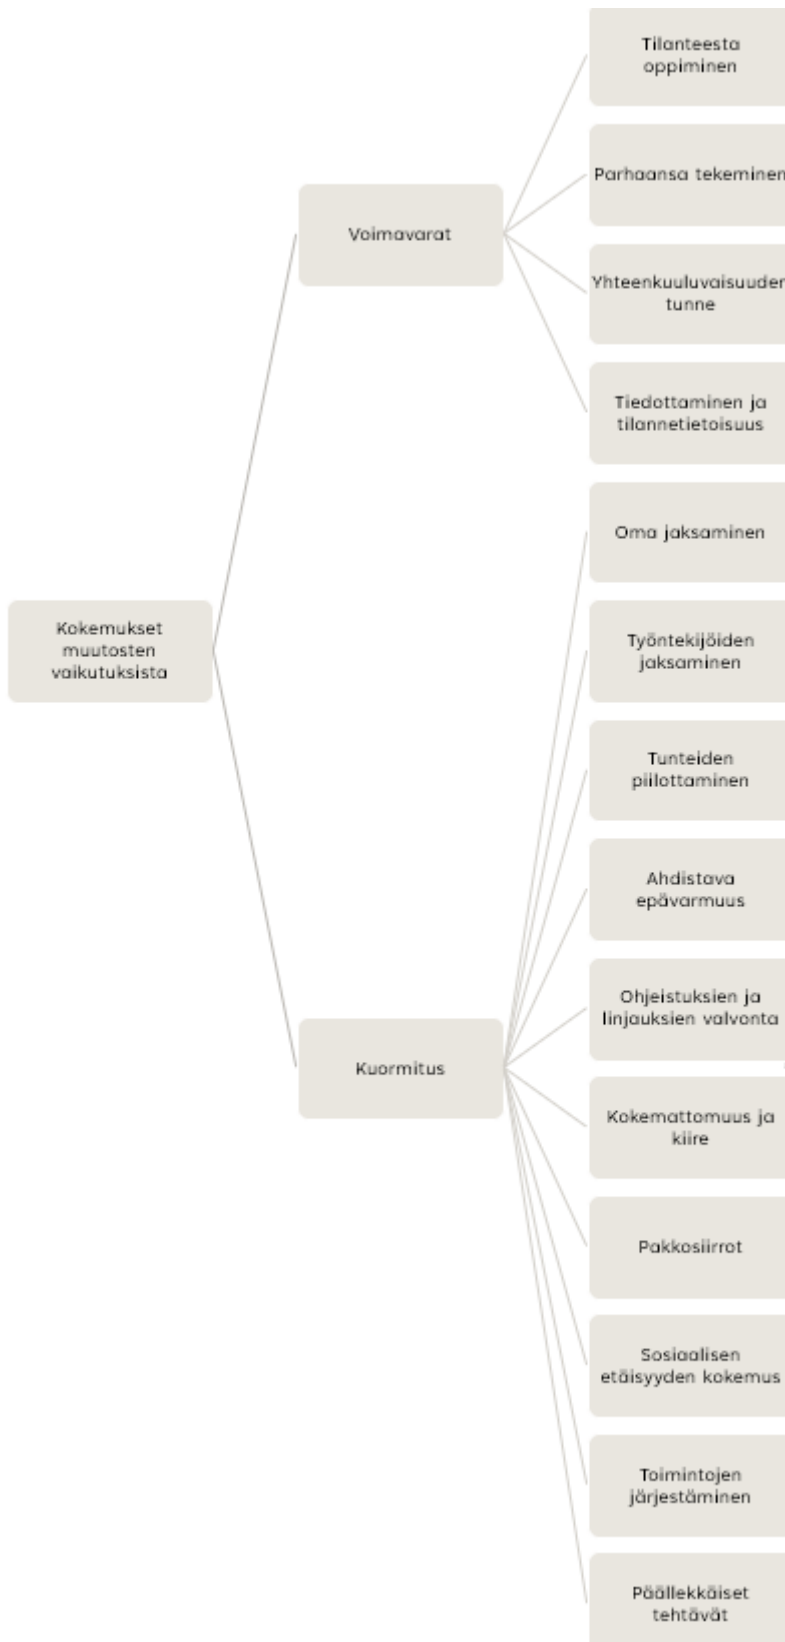 Tilanteesta
oppiminen
Parhaansa tekeminen
Voimavarat
Yhteenkuuluvaisuuden
tunne
Tiedottaminen ja
tilannetietoisuus
Oma jaksaminen
Kokemukset
muutosten
vaikutuksista
Työntekijöiden
jaksaminen
Tunteiden
piilottaminen
Ahdistava
epävarmuus
Ohjeistuksien ja
linjauksien valvonta
Kuormitus
Kokemattomuus ja
kiire
Pakkosiirrot
Sosiaalisen
etäisyyden kokemus
Toimintojen
järjestäminen
Päällekkäiset
tehtävät